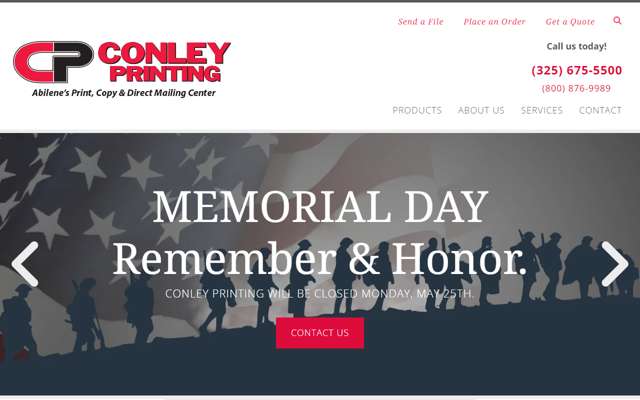 Send a File
Place an Order
Get a Quote
CP CONLEY
PRINTING
Abilene's Print, Copy & Direct Mailing Center
Call us today!
(325) 675-5500
(800) 876-9989
PRODUCTS
ABOUT US
SERVICES
CONTACT
MEMORIAL DAY
Remember & Honor.
CONLEY PRINTING WILL BE CLOSED MONDAY, MAY 25TH.
CONTACT US